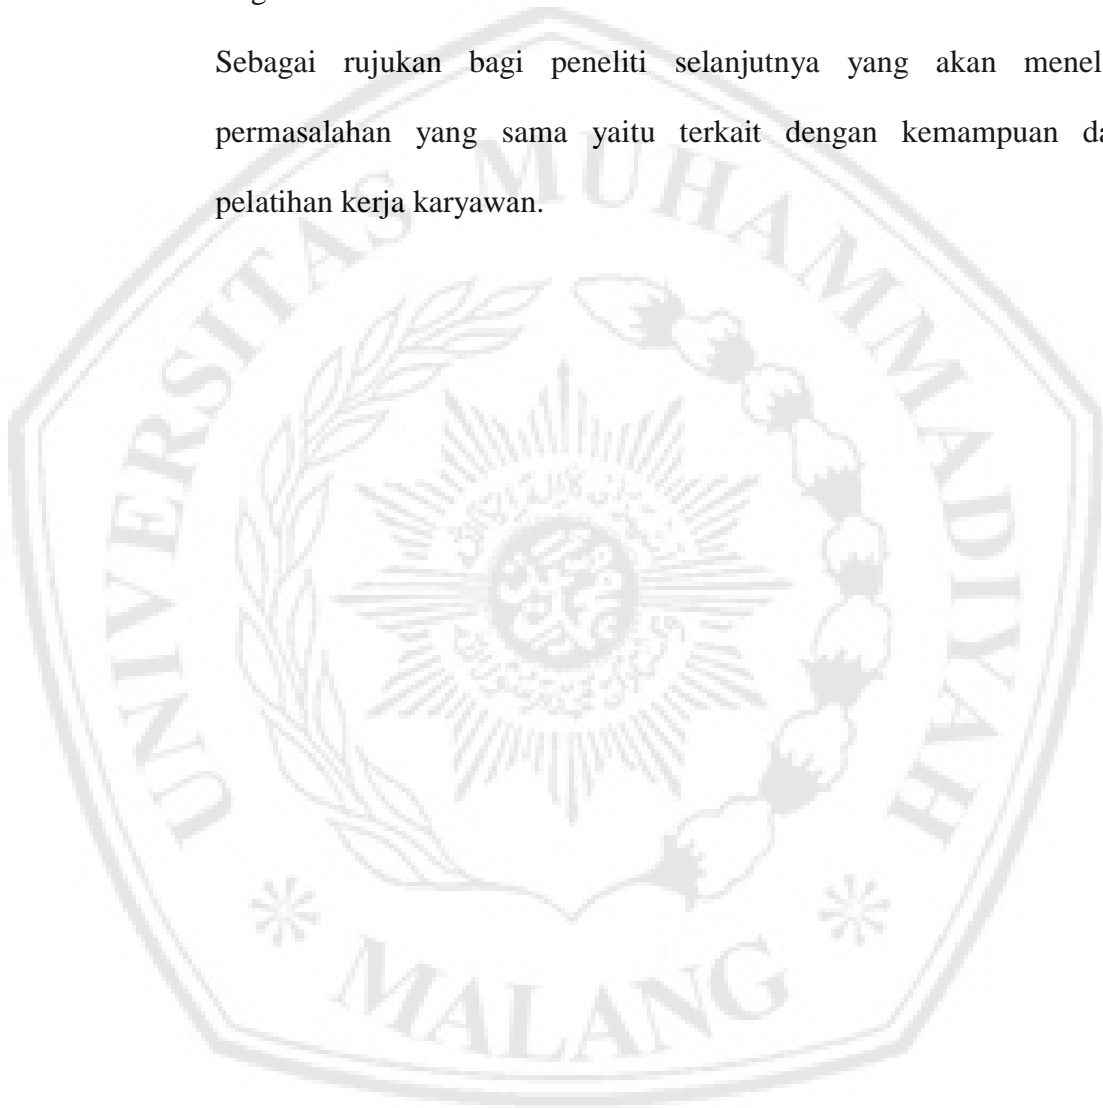 Sebagai rujukan bagi peneliti selanjutnya yang akan menel
permasalahan yang sama yaitu terkait dengan kemampuan da
pelatihan kerja karyawan.
UNIVERSITAS MUHAMMADIYAH
MALANG